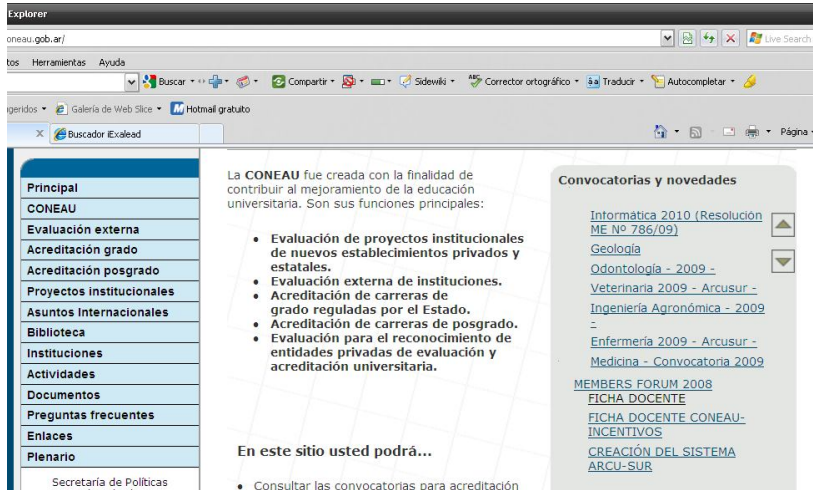 Explorer
oneau.gob.ar/
Live Search
tos Herramientas Ayuda
Buscar Compartir Sidewiki Corrector ortográfico Traducir Autocompletar
geridos Galería de Web Slice Hotmail gratuito
X Buscador iExalead
Página
Principal
CONEAU
Evaluación externa
Acreditación grado
Acreditación posgrado
Proyectos institucionales
Asuntos Internacionales
Biblioteca
Instituciones
Actividades
Documentos
Preguntas frecuentes
Enlaces
Plenario
Secretaría de Políticas
La CONEAU fue creada con la finalidad de
contribuir al mejoramiento de la educación
universitaria. Son sus funciones principales:
• Evaluación de proyectos institucionales
de nuevos establecimientos privados y
estatales.
• Evaluación externa de instituciones.
• Acreditación de carreras de
grado reguladas por el Estado.
• Acreditación de carreras de posgrado.
• Evaluación para el reconocimiento de
entidades privadas de evaluación y
acreditación universitaria.
En este sitio usted podrá...
• Consultar las convocatorias para acreditación
Convocatorias y novedades
Informática 2010 (Resolución
ME Nº 786/09)
Geología
Odontología - 2009 -
Veterinaria 2009 - Arcusur -
Ingeniería Agronómica - 2009
-
Enfermería 2009 - Arcusur -
Medicina - Convocatoria 2009
MEMBERS FORUM 2008
FICHA DOCENTE
FICHA DOCENTE CONEAU-
INCENTIVOS
CREACIÓN DEL SISTEMA
ARCU-SUR